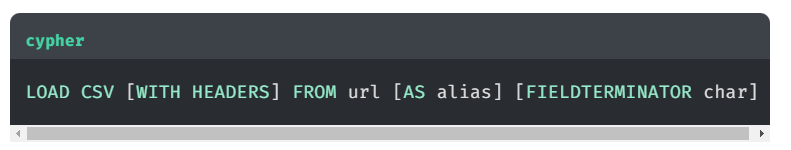 cypher
LOAD CSV [WITH HEADERS] FROM url [AS alias] [FIELDTERMINATOR char]